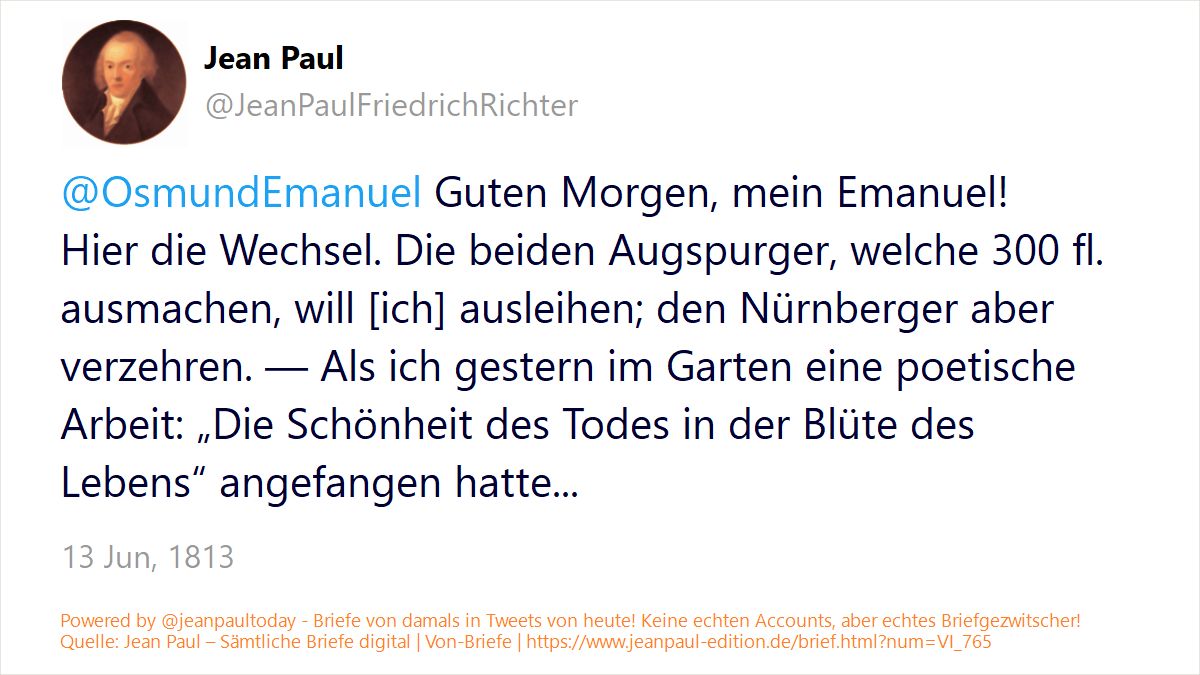 Jean Paul
@JeanPaulFriedrichRichter
@OsmundEmanuel Guten Morgen, mein Emanuel!
Hier die Wechsel. Die beiden Augspurger, welche 300 fl.
ausmachen, will [ich] ausleihen; den Nürnberger aber
verzehren. — Als ich gestern im Garten eine poetische
Arbeit: „Die Schönheit des Todes in der Blüte des
Lebens“ angefangen hatte...
13 Jun, 1813
Powered by @jeanpaultoday - Briefe von damals in Tweets von heute! Keine echten Accounts, aber echtes Briefgezwitscher!
Quelle: Jean Paul – Sämtliche Briefe digital | Von-Briefe | https://www.jeanpaul-edition.de/brief.html?num=VI_765